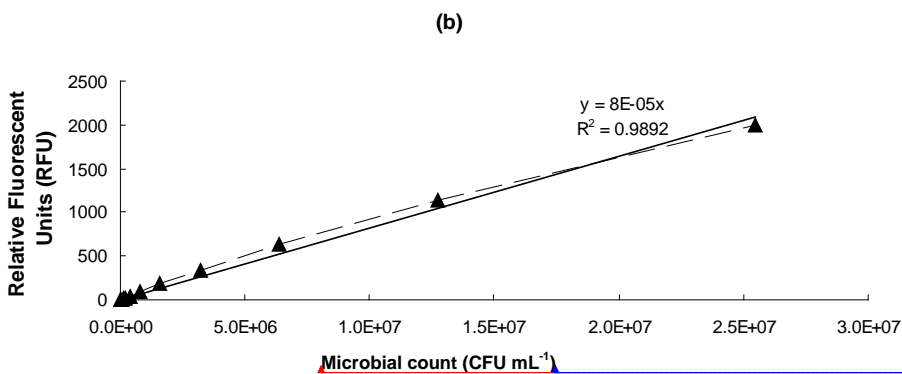 (b)
Relative Fluorescent
Units (RFU)
2500
2000
1500
1000
500
0
y = 8E-05x
R² = 0.9892
0.0E+00 5.0E+06 1.0E+07 1.5E+07 2.0E+07 2.5E+07 3.0E+07
Microbial count (CFU mL⁻¹)